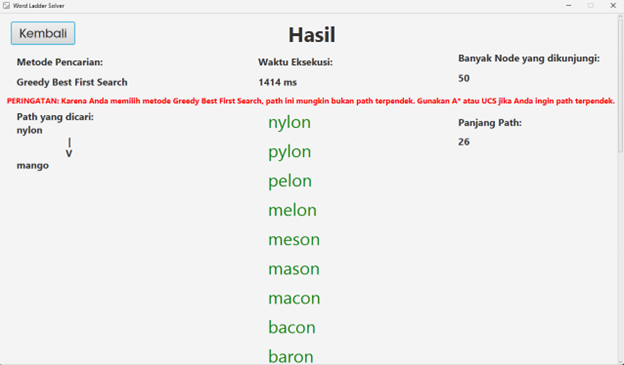 Word Ladder Solver
Kembali
Hasil
Metode Pencarian:
Greedy Best First Search
Waktu Eksekusi:
1414 ms
Banyak Node yang dikunjungi:
50
PERINGATAN: Karena Anda memilih metode Greedy Best First Search, path ini mungkin bukan path terpendek. Gunakan A* atau UCS jika Anda ingin path terpendek.
Path yang dicari:
nylon
|
V
mango
nylon
pylon
pelon
melon
meson
mason
macon
bacon
baron
Panjang Path:
26